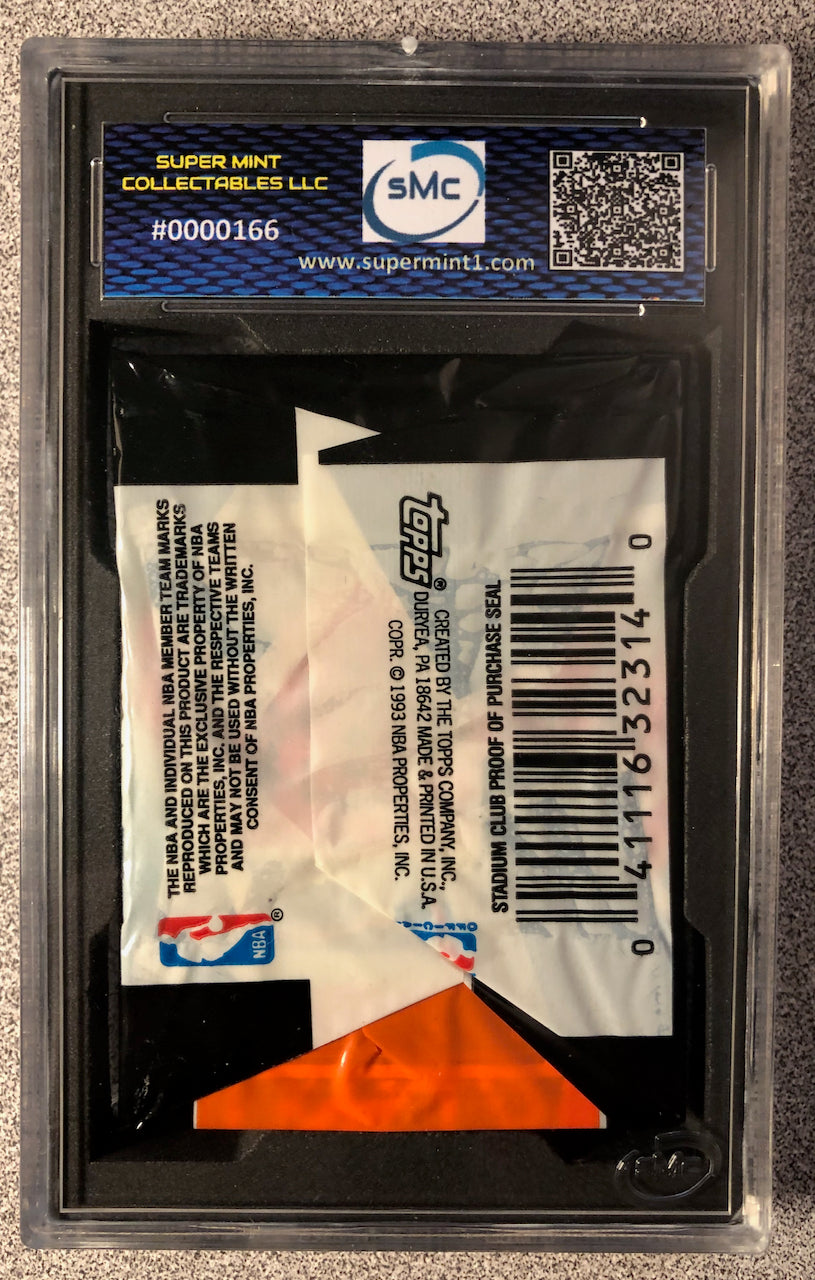 SUPER MINT
COLLECTABLES LLC
#0000166
SMC
www.supermint1.com
THE NBA AND INDIVIDUAL NBA MEMBER TEAM MARKS
REPRODUCED ON THIS PRODUCT ARE TRADEMARKS
WHICH ARE THE EXCLUSIVE PROPERTY OF NBA
PROPERTIES, INC. AND THE RESPECTIVE TEAMS
AND MAY NOT BE USED WITHOUT THE WRITTEN
CONSENT OF NBA PROPERTIES, INC.
NBA ®
TOPPS®
CREATED BY THE TOPPS COMPANY, INC.,
DURYEA, PA 18642 MADE & PRINTED IN U.S.A.
COPR. © 1993 NBA PROPERTIES, INC.
STADIUM CLUB PROOF OF PURCHASE SEAL
0 41116 32314 0
SMC